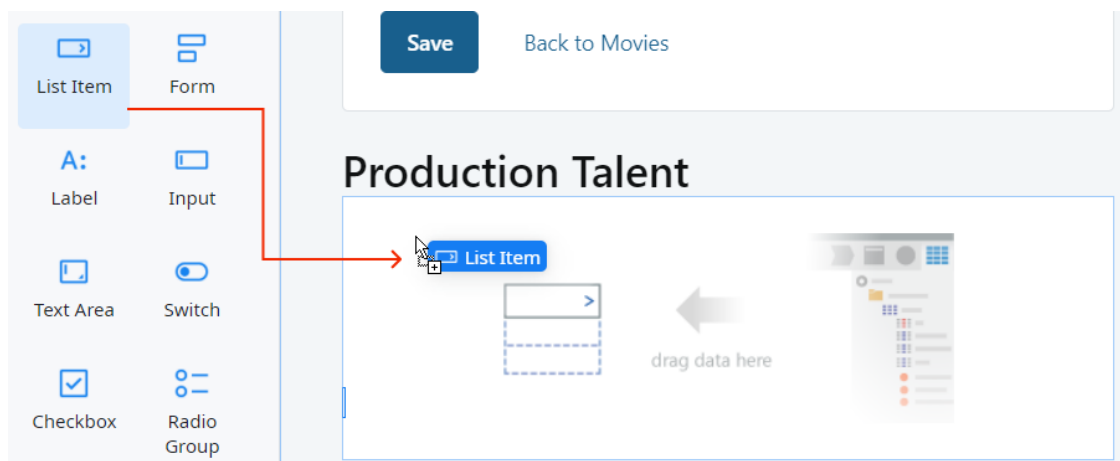 Save
Back to Movies
List Item
Form
A:
Label
Input
Text Area
Switch
Checkbox
Radio
Group
Production Talent
List Item
drag data here